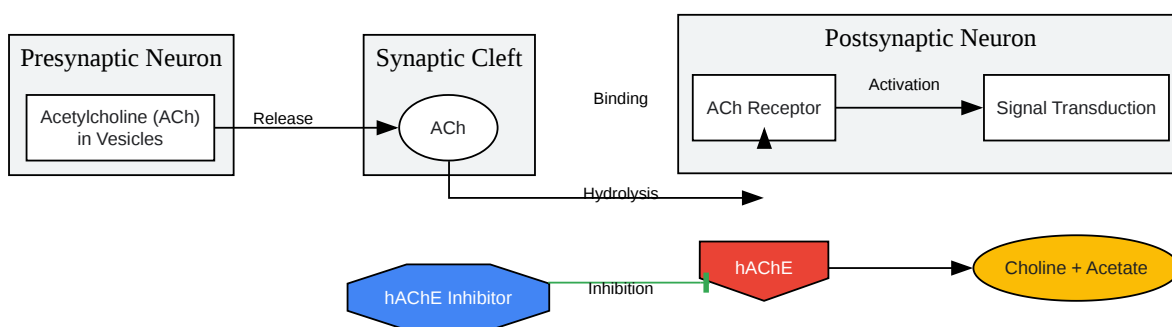 Presynaptic Neuron
Acetylcholine (ACh)
in Vesicles
Release
Synaptic Cleft
ACh
Binding
Postsynaptic Neuron
ACh Receptor
Activation
Signal Transduction
Hydrolysis
hAChE Inhibitor
Inhibition
hAChE
Choline + Acetate